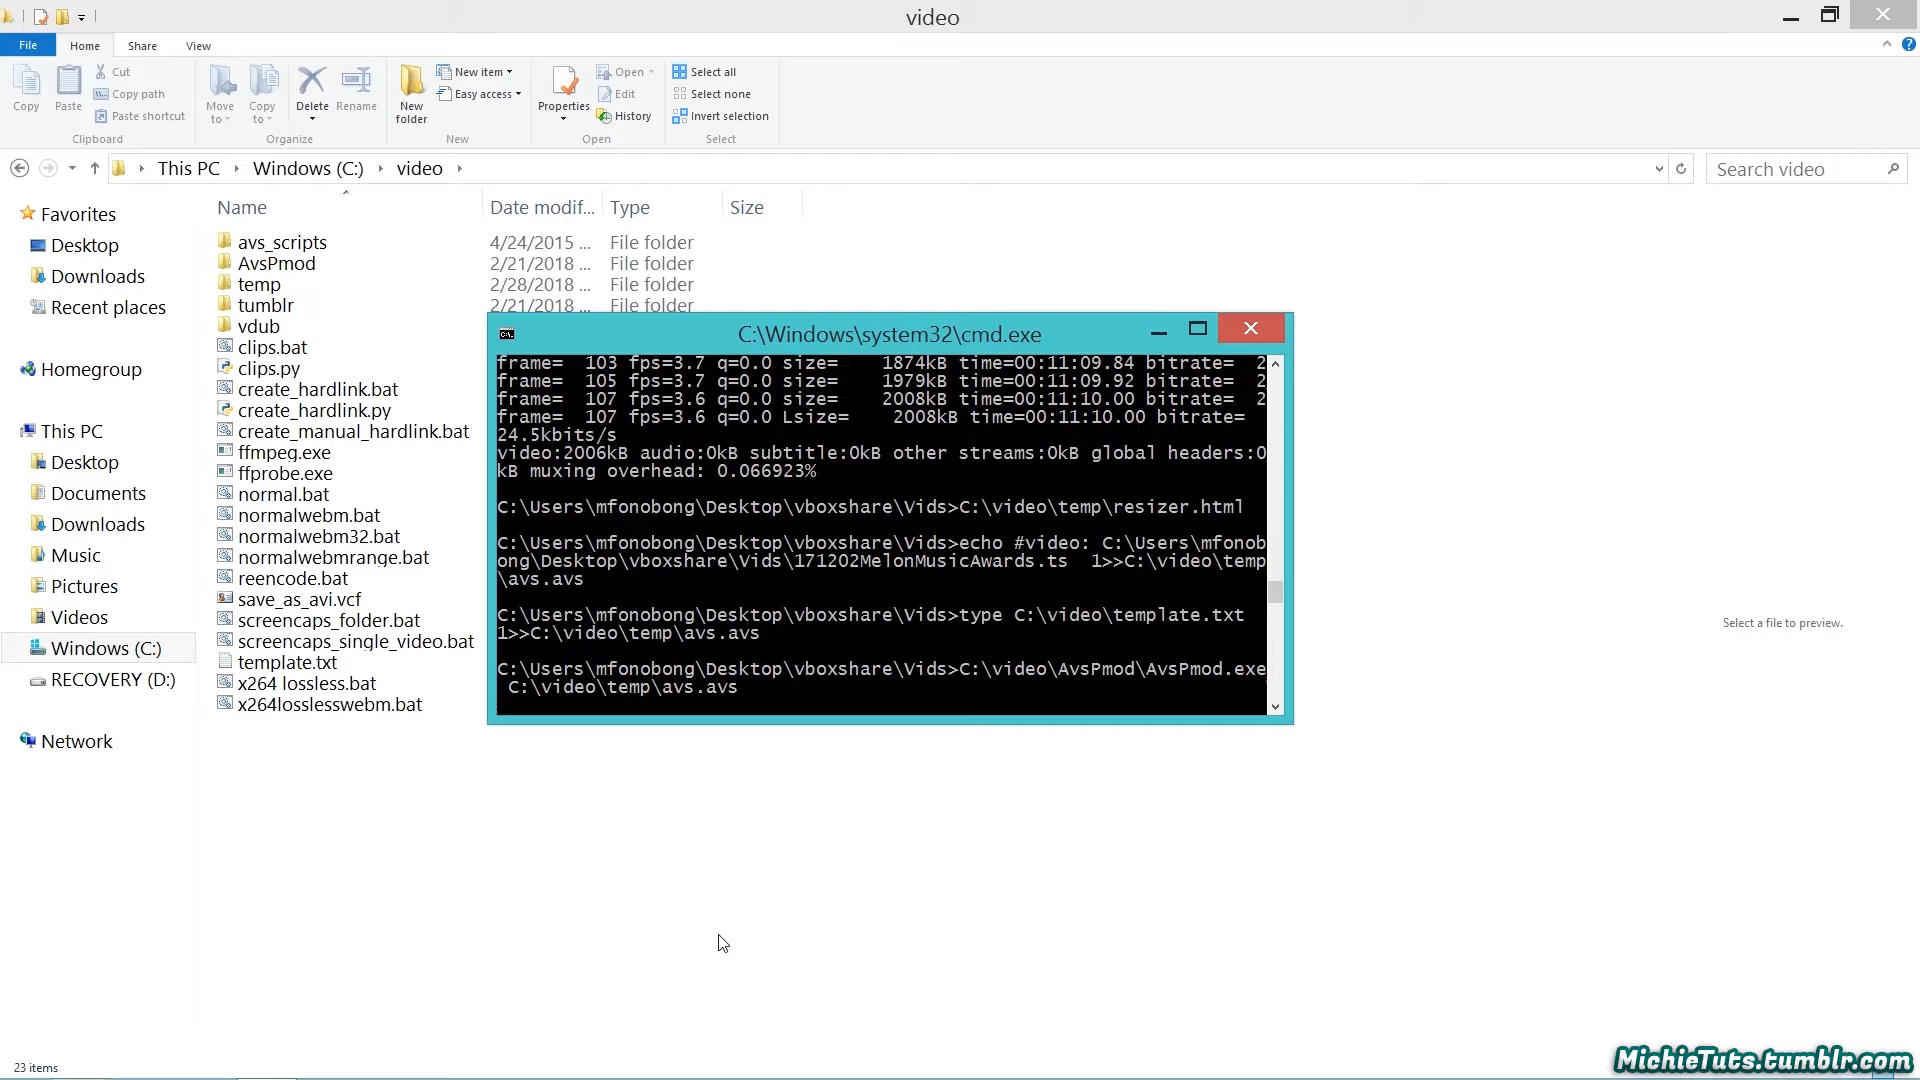 video
File
Home
Share
View
Copy
Paste
Cut
Copy path
Paste shortcut
Clipboard
Move to
Copy to
Delete
Rename
Organize
New folder
New item
Easy access
New
Properties
Open
Edit
History
Open
Select all
Select none
Invert selection
Select
This PC
Windows (C:)
video
Search video
Favorites
Desktop
Downloads
Recent places
Homegroup
This PC
Desktop
Documents
Downloads
Music
Pictures
Videos
Windows (C:)
RECOVERY (D:)
Network
Name Date modif... Type Size
avs_scripts 4/24/2015 ... File folder
AvsPmod 2/21/2018 ... File folder
temp 2/28/2018 ... File folder
tumblr 2/21/2018 ... File folder
vdub
clips.bat
clips.py
create_hardlink.bat
create_hardlink.py
create_manual_hardlink.bat
ffmpeg.exe
ffprobe.exe
normal.bat
normalwebm.bat
normalwebm32.bat
normalwebmrange.bat
reencode.bat
save_as_avi.vcf
screencaps_folder.bat
screencaps_single_video.bat
template.txt
x264 lossless.bat
x264losslesswebm.bat
C:\Windows\system32\cmd.exe
frame=  103 fps=3.7 q=0.0 size=    1874kB time=00:11:09.84 bitrate=  2
frame=  105 fps=3.7 q=0.0 size=    1979kB time=00:11:09.92 bitrate=  2
frame=  107 fps=3.6 q=0.0 size=    2008kB time=00:11:10.00 bitrate=  2
frame=  107 fps=3.6 q=0.0 Lsize=    2008kB time=00:11:10.00 bitrate=
24.5kbits/s
video:2006kB audio:0kB subtitle:0kB other streams:0kB global headers:0
kB muxing overhead: 0.066923%
C:\Users\mfonobong\Desktop\vboxshare\Vids>C:\video\temp\resizer.html
C:\Users\mfonobong\Desktop\vboxshare\Vids>echo #video: C:\Users\mfonob
ong\Desktop\vboxshare\Vids\171202MelonMusicAwards.ts  1>>C:\video\temp
\avs.avs
C:\Users\mfonobong\Desktop\vboxshare\Vids>type C:\video\template.txt
1>>C:\video\temp\avs.avs
C:\Users\mfonobong\Desktop\vboxshare\Vids>C:\video\AvsPmod\AvsPmod.exe
C:\video\temp\avs.avs
Select a file to preview.
23 items
MichieTuts.tumblr.com